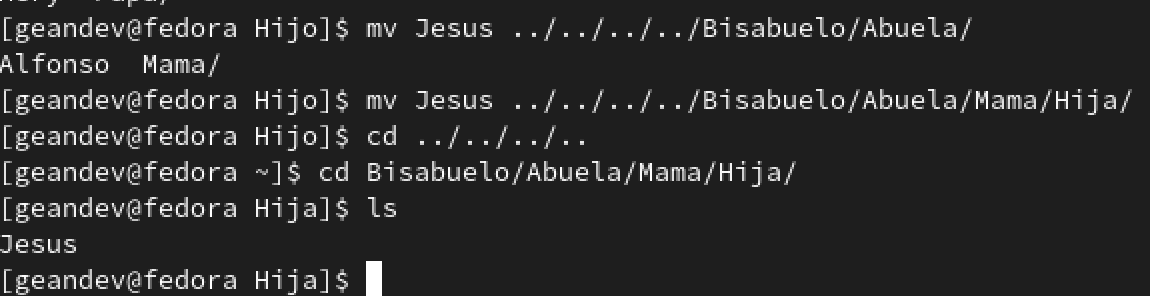 [geandev@fedora Hijo]$ mv Jesus ../../../../Bisabuelo/Abuela/
Alfonso  Mama/
[geandev@fedora Hijo]$ mv Jesus ../../../../Bisabuelo/Abuela/Mama/Hija/
[geandev@fedora Hijo]$ cd ../../../..
[geandev@fedora ~]$ cd Bisabuelo/Abuela/Mama/Hija/
[geandev@fedora Hija]$ ls
Jesus
[geandev@fedora Hija]$